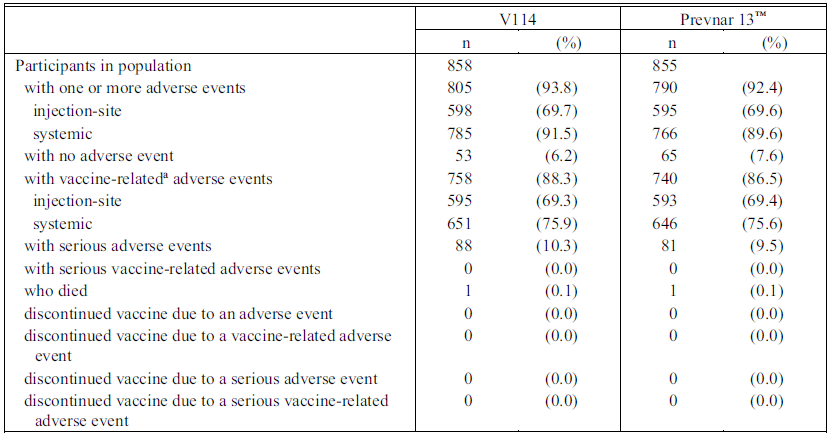 V114 Prevnar 13™
n (%) n (%)
Participants in population 858 855
with one or more adverse events 805 (93.8) 790 (92.4)
injection-site 598 (69.7) 595 (69.6)
systemic 785 (91.5) 766 (89.6)
with no adverse event 53 (6.2) 65 (7.6)
with vaccine-relatedª adverse events 758 (88.3) 740 (86.5)
injection-site 595 (69.3) 593 (69.4)
systemic 651 (75.9) 646 (75.6)
with serious adverse events 88 (10.3) 81 (9.5)
with serious vaccine-related adverse events 0 (0.0) 0 (0.0)
who died 1 (0.1) 1 (0.1)
discontinued vaccine due to an adverse event 0 (0.0) 0 (0.0)
discontinued vaccine due to a vaccine-related adverse 0 (0.0) 0 (0.0)
event
discontinued vaccine due to a serious adverse event 0 (0.0) 0 (0.0)
discontinued vaccine due to a serious vaccine-related 0 (0.0) 0 (0.0)
adverse event